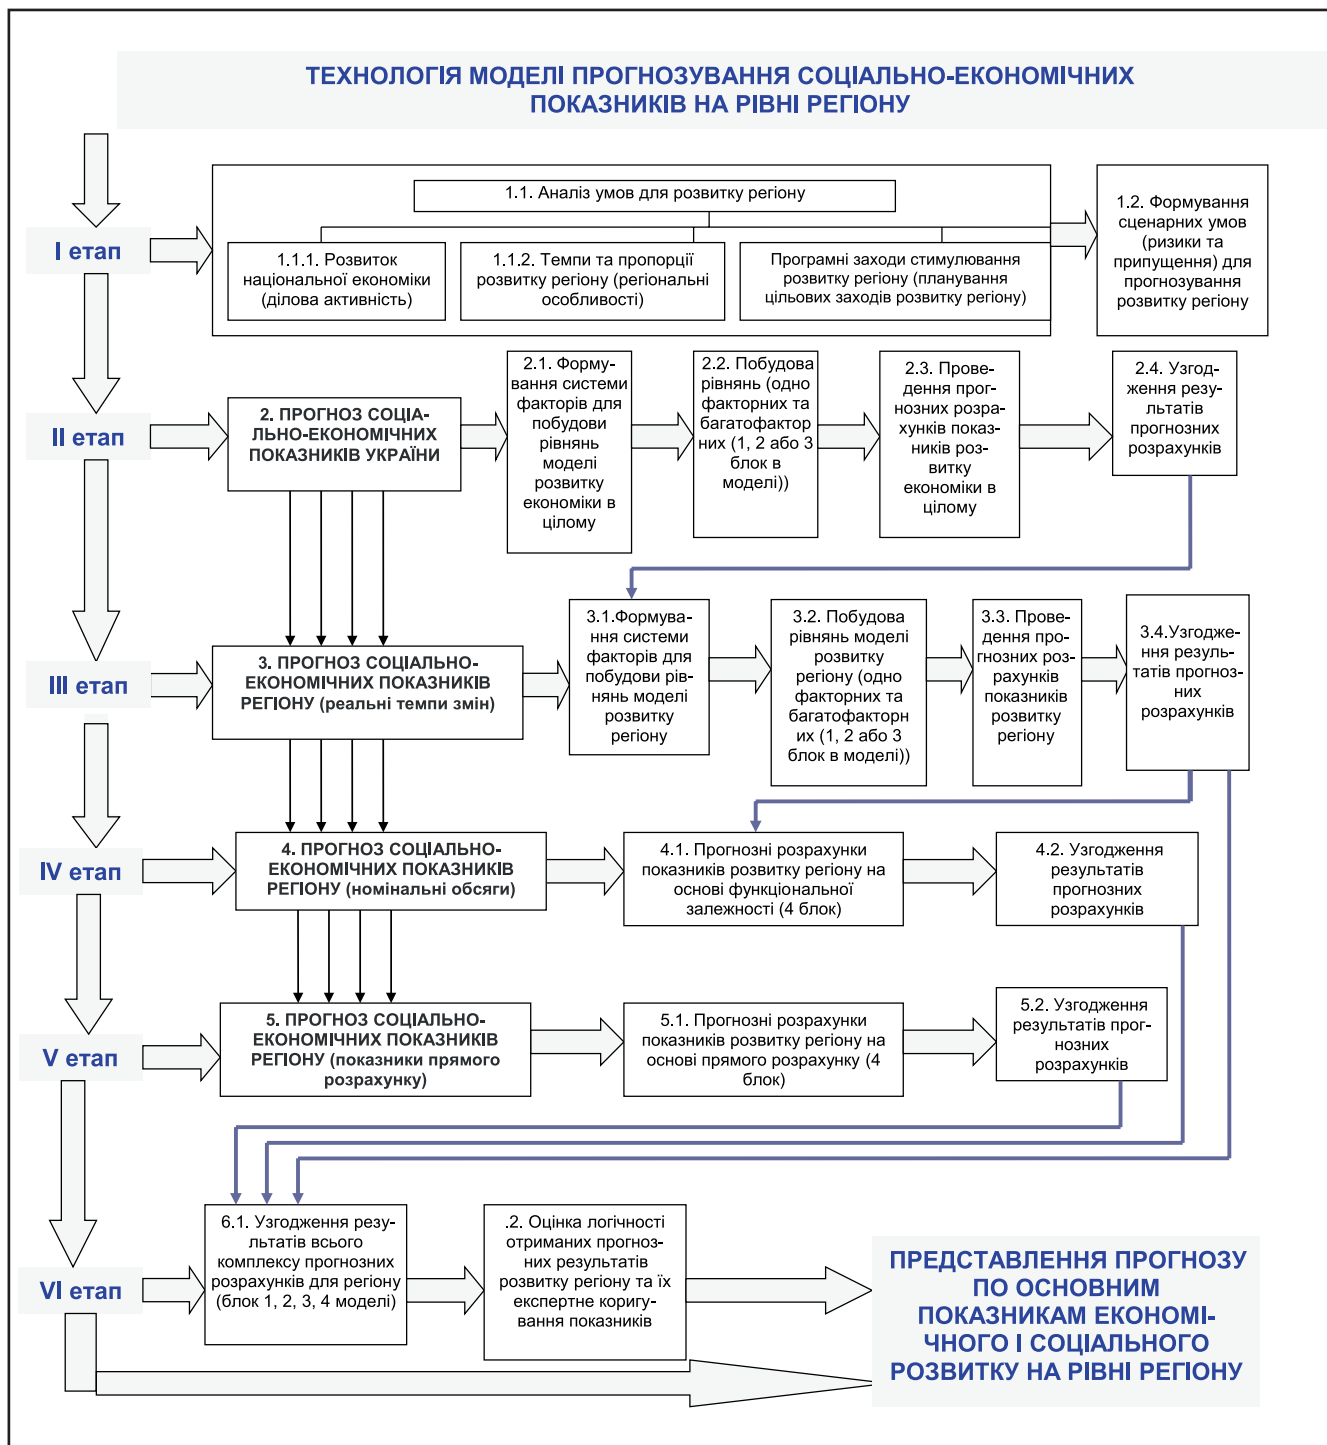 ТЕХНОЛОГІЯ МОДЕЛІ ПРОГНОЗУВАННЯ СОЦІАЛЬНО-ЕКОНОМІЧНИХ
ПОКАЗНИКІВ НА РІВНІ РЕГІОНУ
І етап
1.1. Аналіз умов для розвитку регіону
1.1.1. Розвиток
національної економіки
(ділова активність)
1.1.2. Темпи та пропорції
розвитку регіону (регіональні
особливості)
Програмні заходи стимулювання
розвитку регіону (планування
цільових заходів розвитку регіону)
1.2. Формування
сценарних умов
(ризики та
припущення) для
прогнозування
розвитку регіону
ІІ етап
2. ПРОГНОЗ СОЦІА-
ЛЬНО-ЕКОНОМІЧНИХ
ПОКАЗНИКІВ УКРАЇНИ
2.1. Форму-
вання системи
факторів для
побудови
рівнянь
моделі
розвитку
економіки в
цілому
2.2. Побудова
рівнянь (одно
факторних та
багатофактор
них (1, 2 або 3
блок в
моделі))
2.3. Прове-
дення прог-
нозних розра-
хунків показ-
ників роз-
витку
економіки в
цілому
2.4. Узгод-
ження резу-
льтатів
прогнозних
розрахунків
ІІІ етап
3. ПРОГНОЗ СОЦІАЛЬНО-
ЕКОНОМІЧНИХ ПОКАЗНИКІВ
РЕГІОНУ (реальні темпи змін)
3.1.Формува-
ння системи
факторів для
побудови рів-
нянь моделі
розвитку
регіону
3.2. Побудова
рівнянь моделі
розвитку
регіону (одно
факторних та
багатофакторн
их (1, 2 або 3
блок в моделі))
3.3. Прове-
дення про-
гнозних роз-
рахунків
показників
розвитку
регіону
3.4.Узгодже-
ння резуль-
татів прогноз-
них
розрахунків
ІV етап
4. ПРОГНОЗ СОЦІАЛЬНО-
ЕКОНОМІЧНИХ ПОКАЗНИКІВ
РЕГІОНУ (номінальні обсяги)
4.1. Прогнозні розрахунки
показників розвитку регіону на
основі функціональної
залежності (4 блок)
4.2. Узгодження
результатів
прогнозних
розрахунків
V етап
5. ПРОГНОЗ СОЦІАЛЬНО-
ЕКОНОМІЧНИХ ПОКАЗНИКІВ
РЕГІОНУ (показники прямого
розрахунку)
5.1. Прогнозні розрахунки
показників розвитку регіону на
основі прямого розрахунку (4
блок)
5.2. Узгодження
результатів прог-
нозних
розрахунків
VІ етап
6.1. Узгодження резу-
льтатів всього
комплексу прогнозних
розрахунків для регіону
(блок 1, 2, 3, 4 моделі)
.2. Оцінка логічності
отриманих прогноз-
них результатів
розвитку регіону та їх
експертне коригу-
вання показників
ПРЕДСТАВЛЕННЯ ПРОГНОЗУ
ПО ОСНОВНИМ
ПОКАЗНИКАМ ЕКОНОМІ-
ЧНОГО І СОЦІАЛЬНОГО
РОЗВИТКУ НА РІВНІ РЕГІОНУ